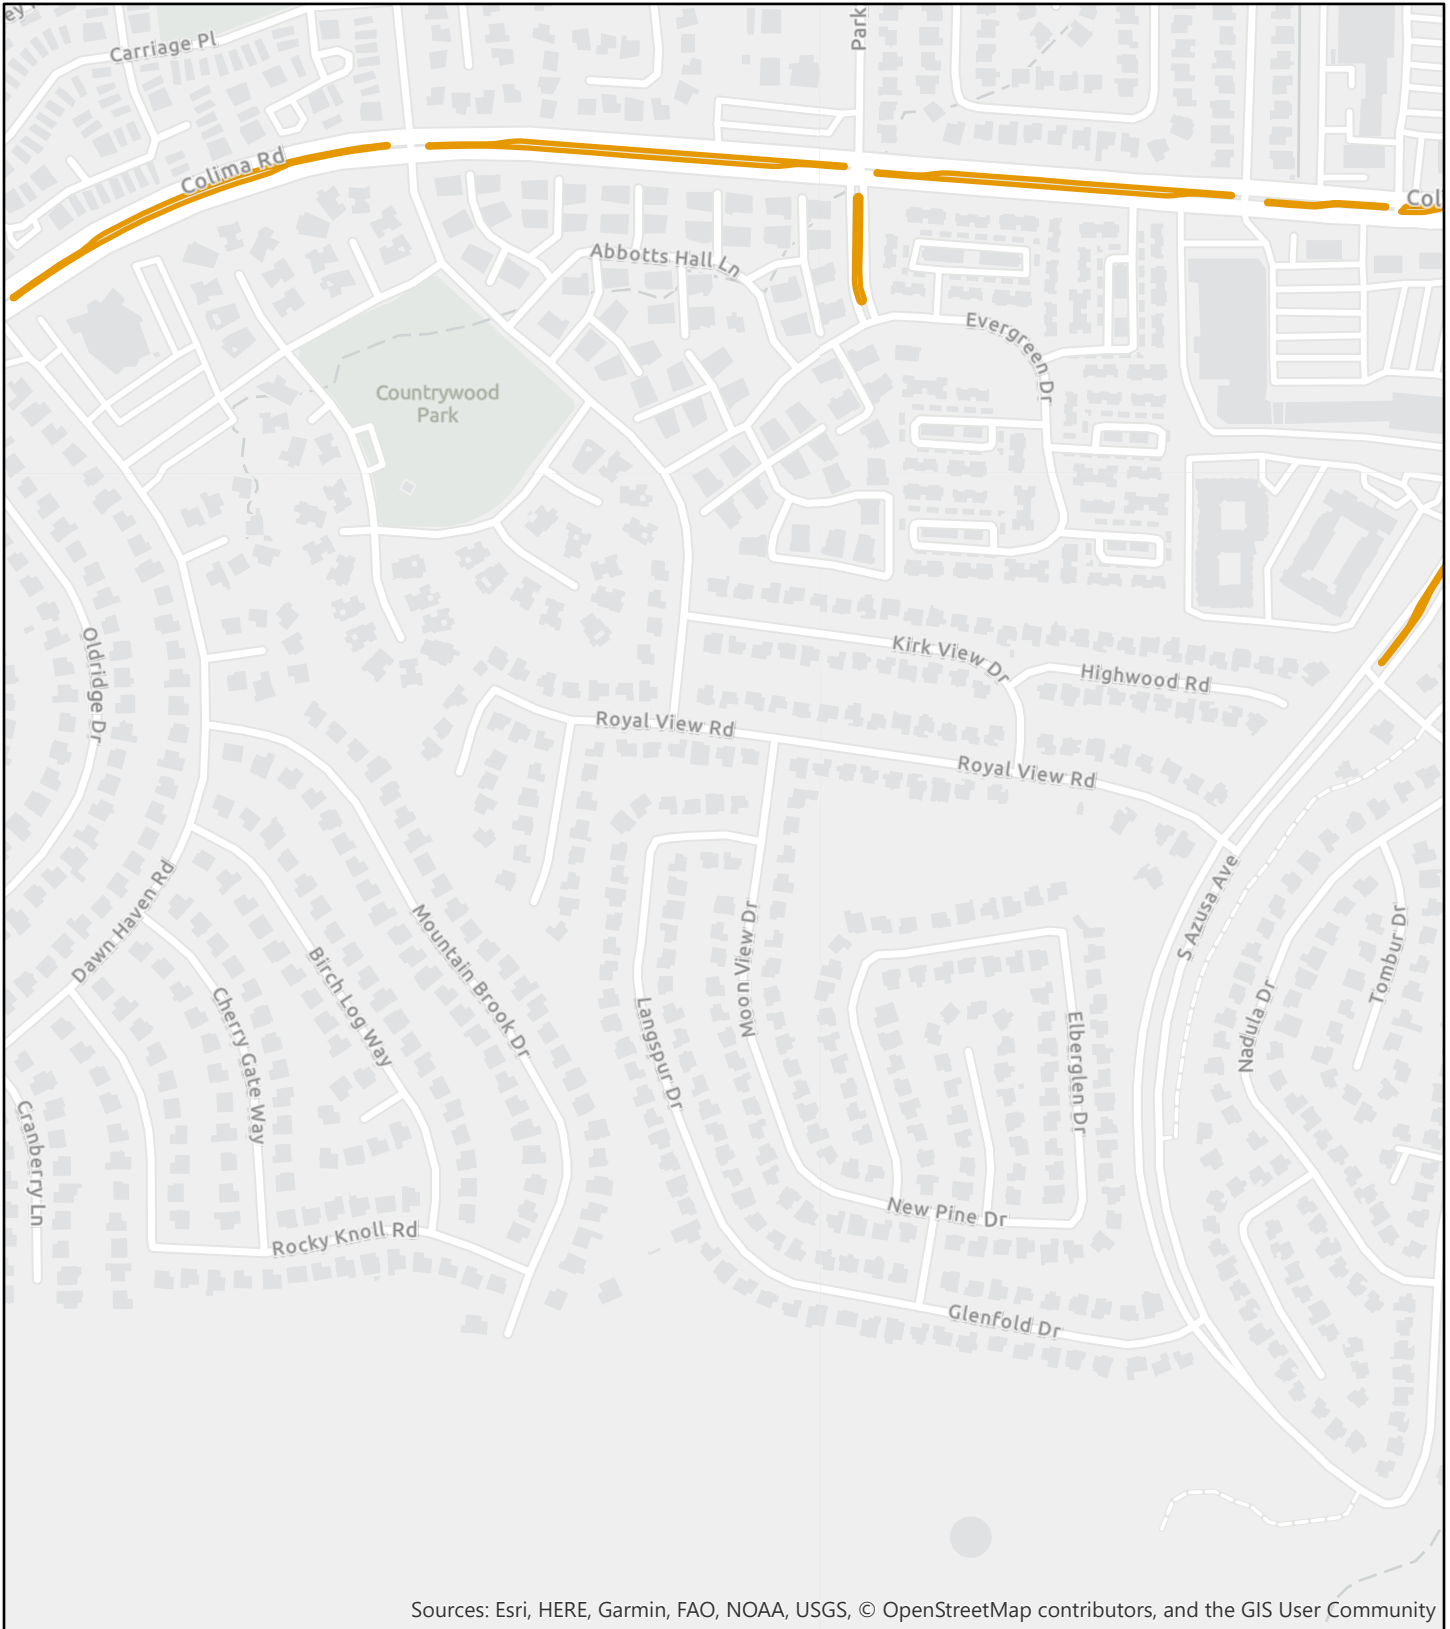 Carriage Pl
Park
Colima Rd
Col
Abbotts Hall Ln
Evergreen Dr
Countrywood
Park
Oldridge Dr
Kirk View Dr
Highwood Rd
Royal View Rd
Royal View Rd
Dawn Haven Rd
Mountain Brook Dr
Birch Log Way
Cherry Gate Way
Cranberry Ln
Rocky Knoll Rd
Langspur Dr
Moon View Dr
Elberglen Dr
New Pine Dr
Glenfold Dr
S Azusa Ave
Nadula Dr
Tombur Dr
Sources: Esri, HERE, Garmin, FAO, NOAA, USGS, © OpenStreetMap contributors, and the GIS User Community